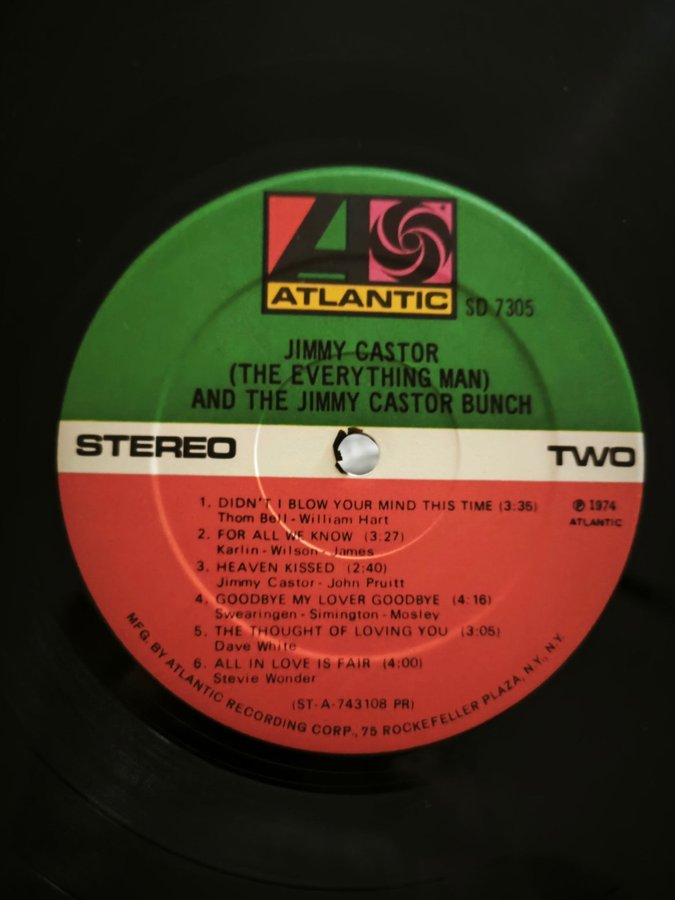 ATLANTIC
SD 7305
JIMMY CASTOR
(THE EVERYTHING MAN)
AND THE JIMMY CASTOR BUNCH
STEREO
TWO
1. DIDN'T I BLOW YOUR MIND THIS TIME (3:35)
Thom Bell - William Hart
2. FOR ALL WE KNOW (3:27)
Karlin - Wilson - James
3. HEAVEN KISSED (2:40)
Jimmy Castor - John Pruitt
4. GOODBYE MY LOVER GOODBYE (4:16)
Swearingen - Simington - Mosley
5. THE THOUGHT OF LOVING YOU (3:05)
Dave White
6. ALL IN LOVE IS FAIR (4:00)
Stevie Wonder
℗ 1974
ATLANTIC
(ST-A-743108 PR)
MFG. BY ATLANTIC RECORDING CORP., 75 ROCKEFELLER PLAZA, N.Y., N.Y.